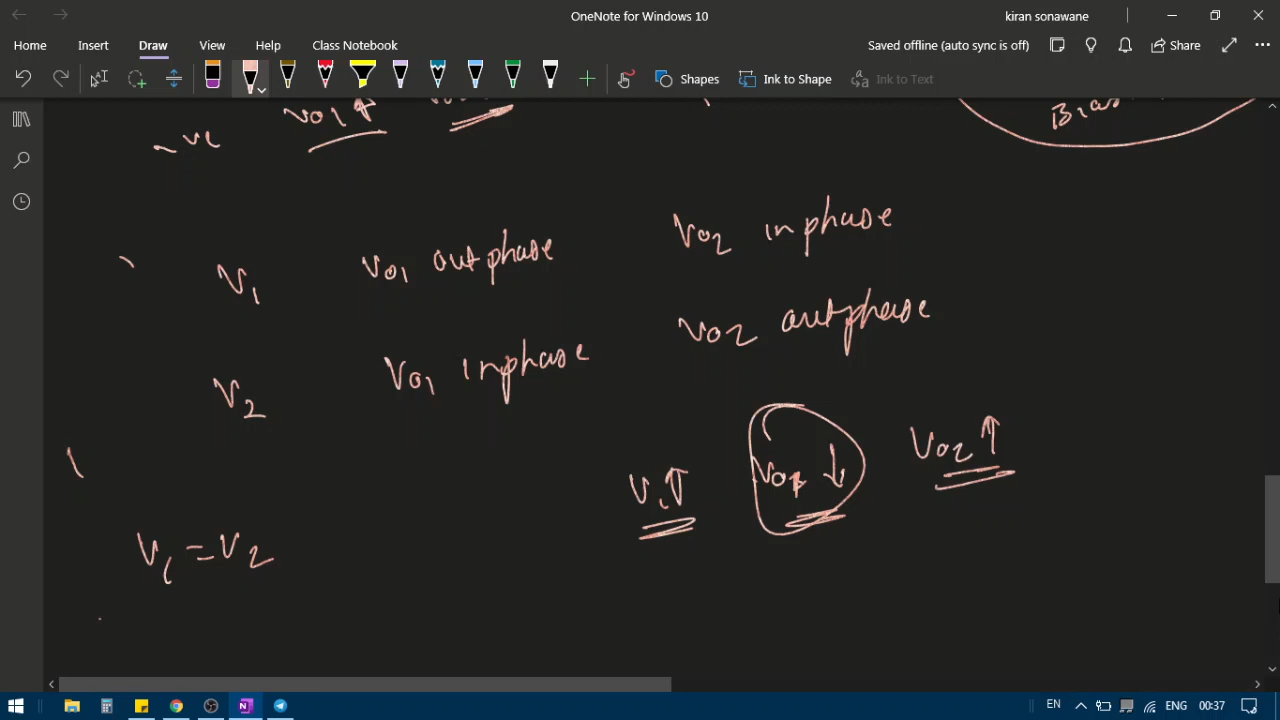 OneNote for Windows 10
kiran sonawane
Home Insert Draw View Help Class Notebook
Saved offline (auto sync is off)
Share
Shapes
Ink to Shape
Ink to Text
-ve Vo1↑
Bias
V1 Vo1 outphase Vo2 inphase
V2 Vo1 inphase Vo2 outphase
V1↑ Vo1↓ Vo2↑
V1 = V2
EN
ENG
00:37